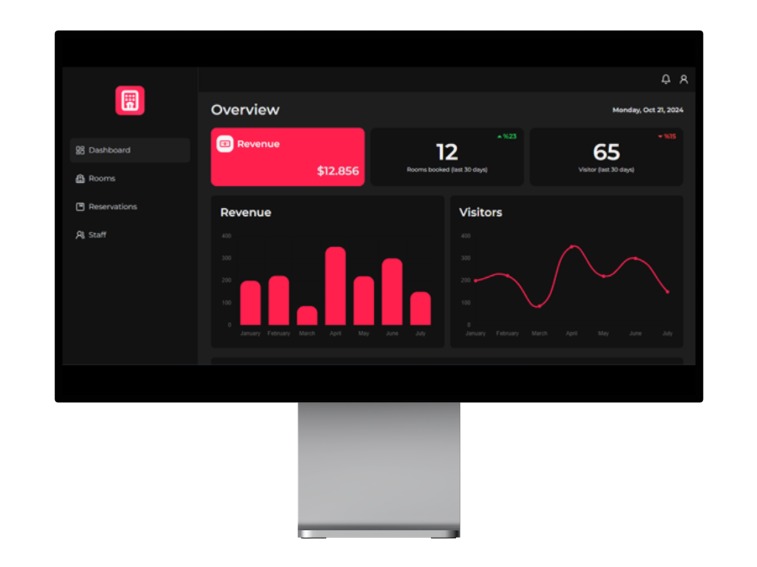 Overview
Monday, Oct 21, 2024
Dashboard
Rooms
Reservations
Staff
Revenue
$12.856
%23
12
Rooms booked (last 30 days)
%15
65
Visitor (last 30 days)
Revenue
400
300
200
100
0
January February March April May June July
Visitors
400
300
200
100
0
January February March April May June July